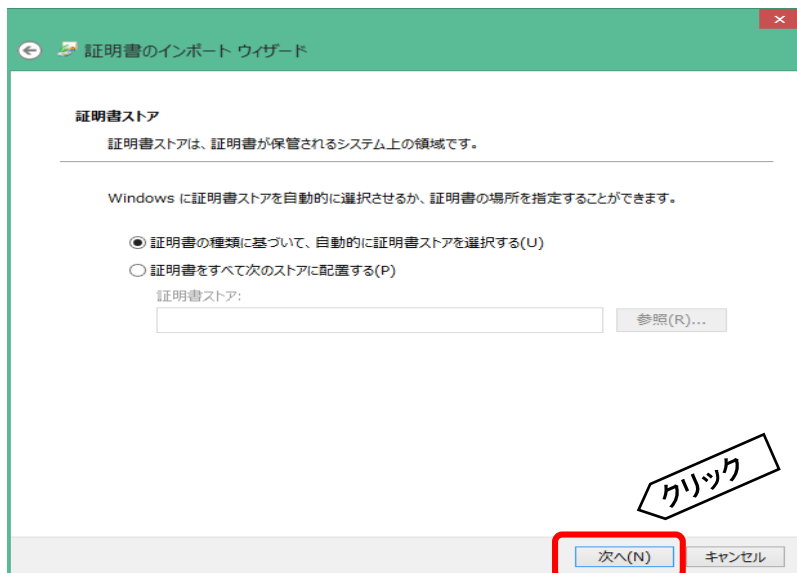 証明書のインポート ウィザード
証明書ストア
証明書ストアは、証明書が保管されるシステム上の領域です。
Windows に証明書ストアを自動的に選択させるか、証明書の場所を指定することができます。
証明書の種類に基づいて、自動的に証明書ストアを選択する(U)
証明書をすべて次のストアに配置する(P)
証明書ストア:
参照(R)...
クリック
次へ(N)
キャンセル